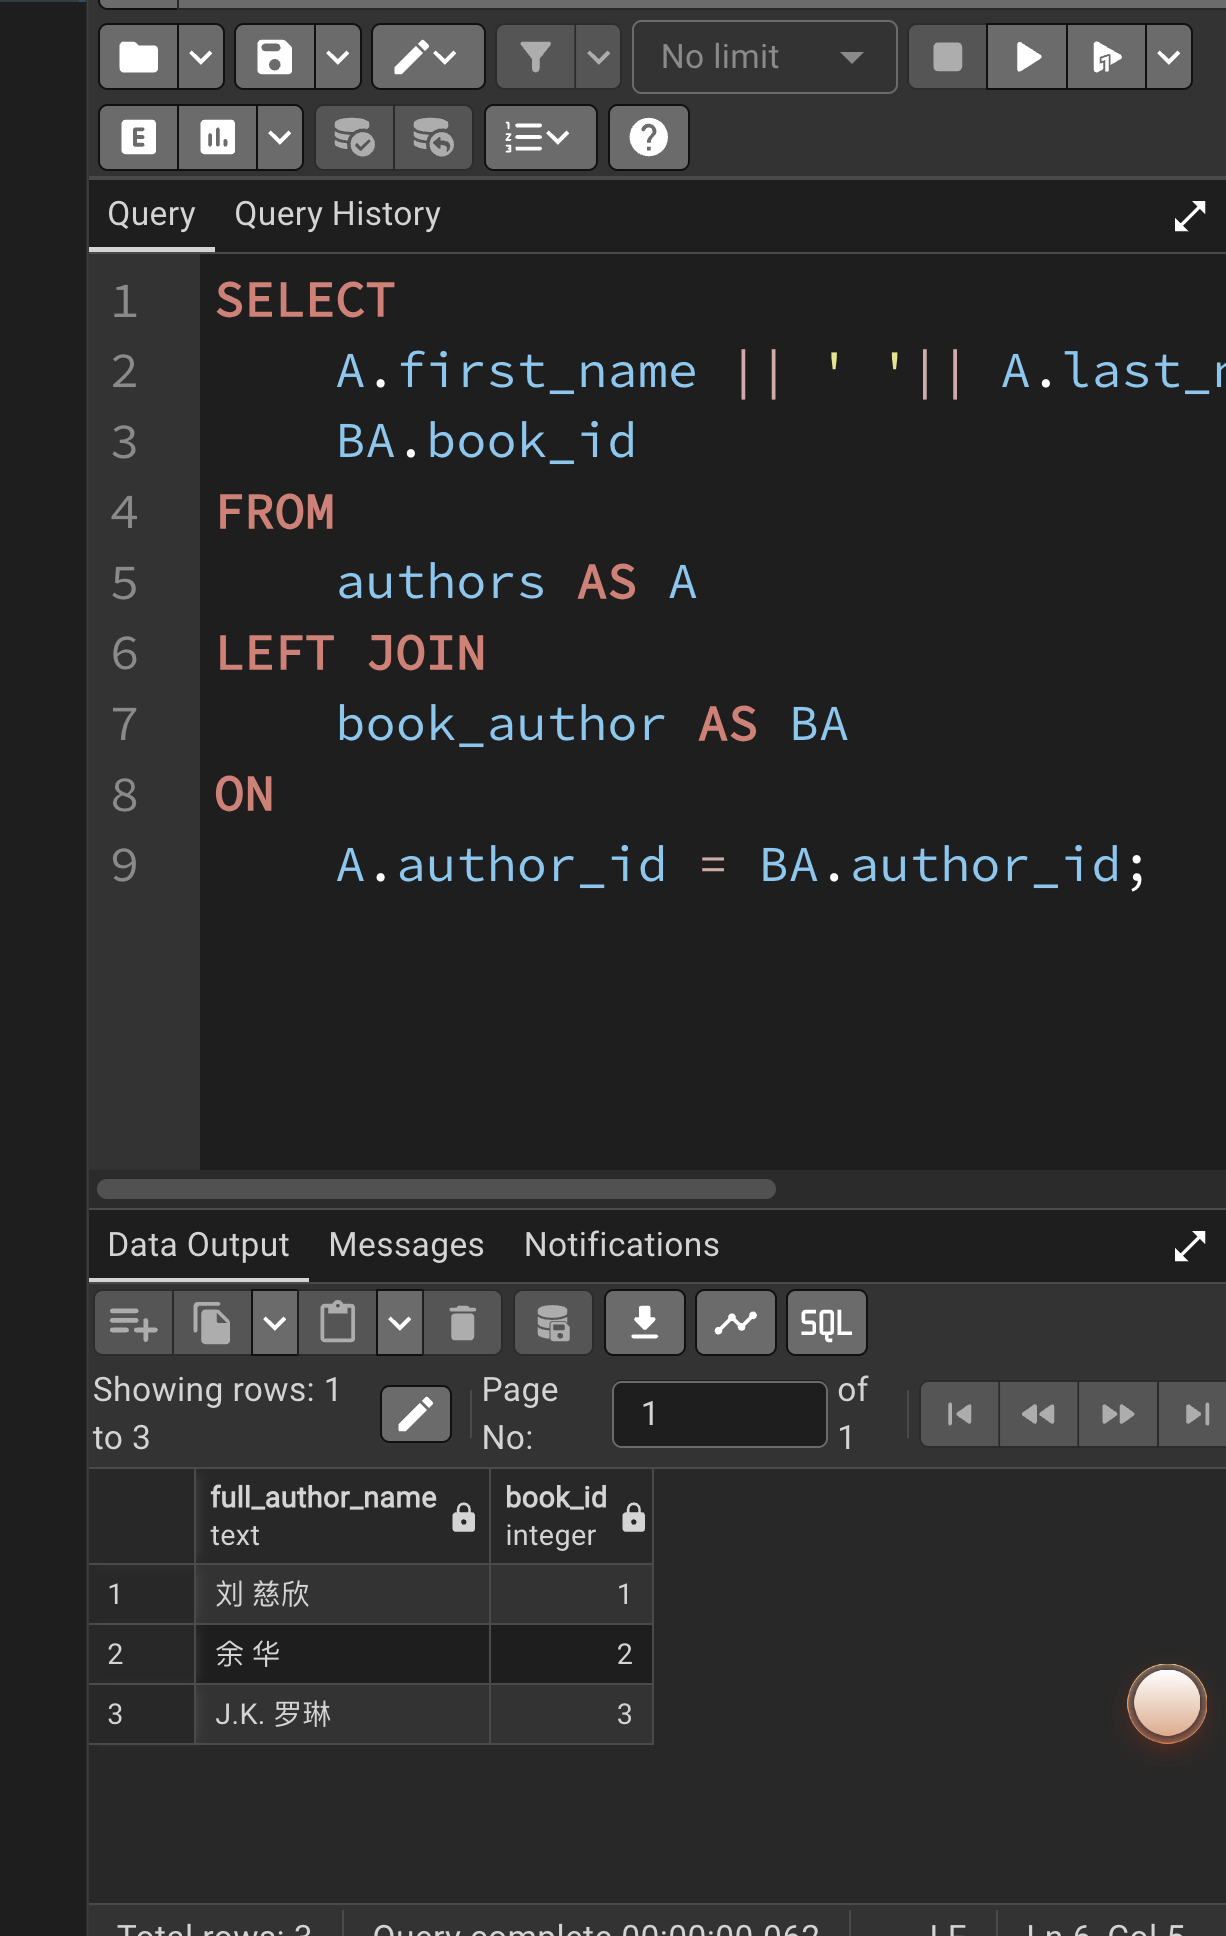 No limit
Query Query History
1 SELECT
2 A.first_name || ' '|| A.last_n
3 BA.book_id
4 FROM
5 authors AS A
6 LEFT JOIN
7 book_author AS BA
8 ON
9 A.author_id = BA.author_id;
Data Output Messages Notifications
SQL
Showing rows: 1
to 3
Page
No:
1
of
1
full_author_name book_id
text integer
1 刘 慈欣 1
2 余 华 2
3 J.K. 罗琳 3
Total rows: 3 Query complete 00:00:00.062 LF Ln 6, Col 5